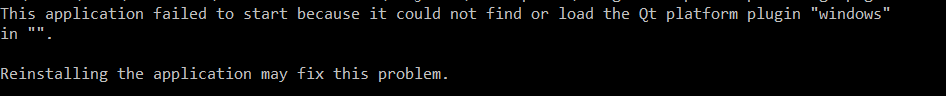 This application failed to start because it could not find or load the Qt platform plugin "windows"
in "".
Reinstalling the application may fix this problem.